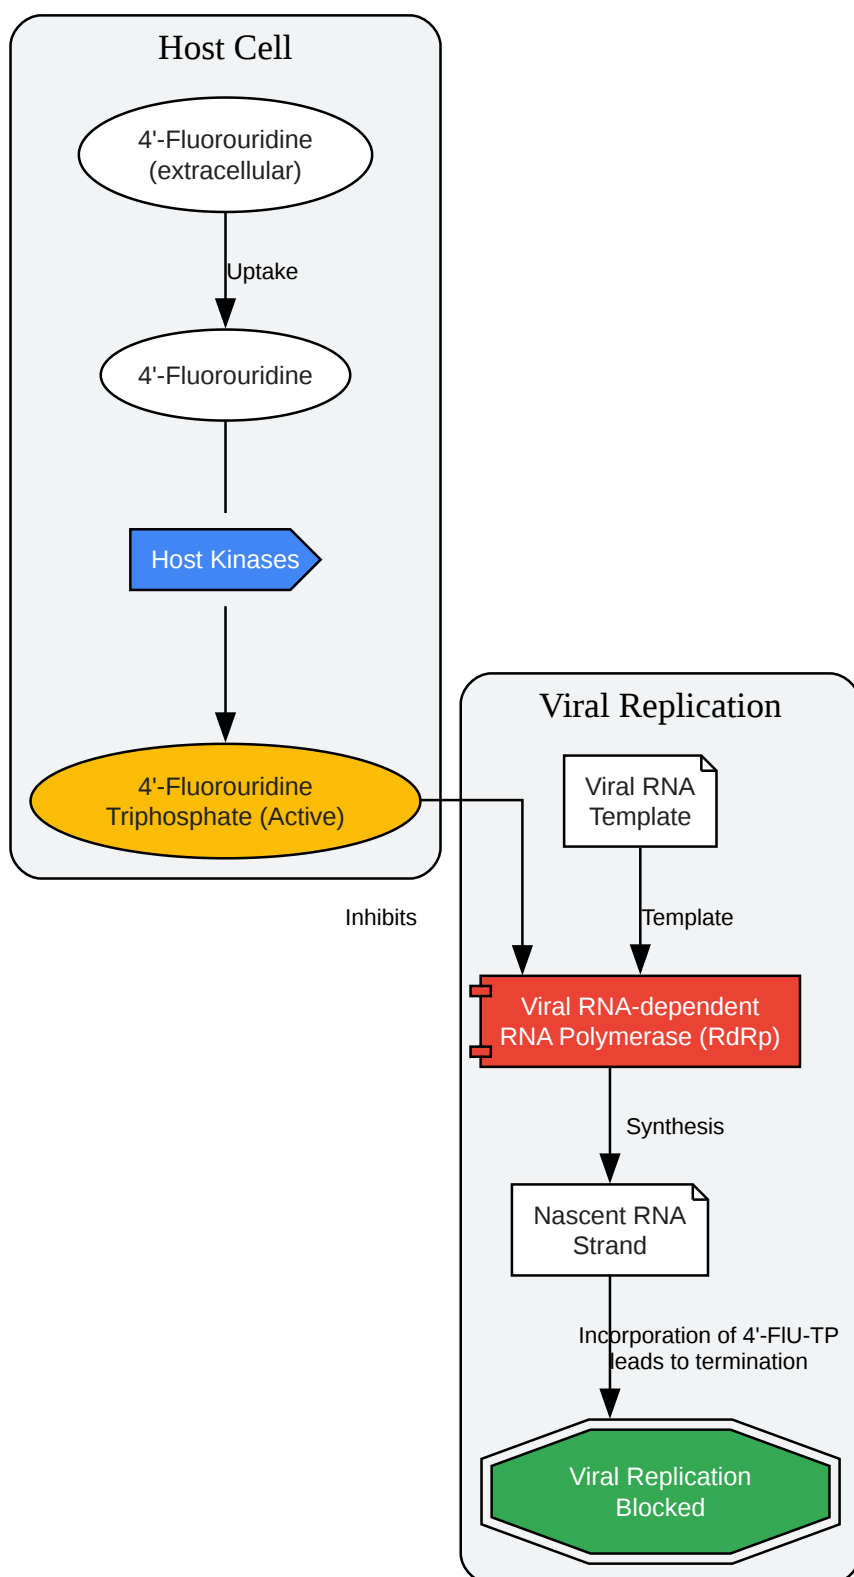 Host Cell
4'-Fluorouridine
(extracellular)
Uptake
4'-Fluorouridine
Host Kinases
4'-Fluorouridine
Triphosphate (Active)
Inhibits
Viral Replication
Viral RNA
Template
Template
Viral RNA-dependent
RNA Polymerase (RdRp)
Synthesis
Nascent RNA
Strand
Incorporation of 4'-FlU-TP
leads to termination
Viral Replication
Blocked